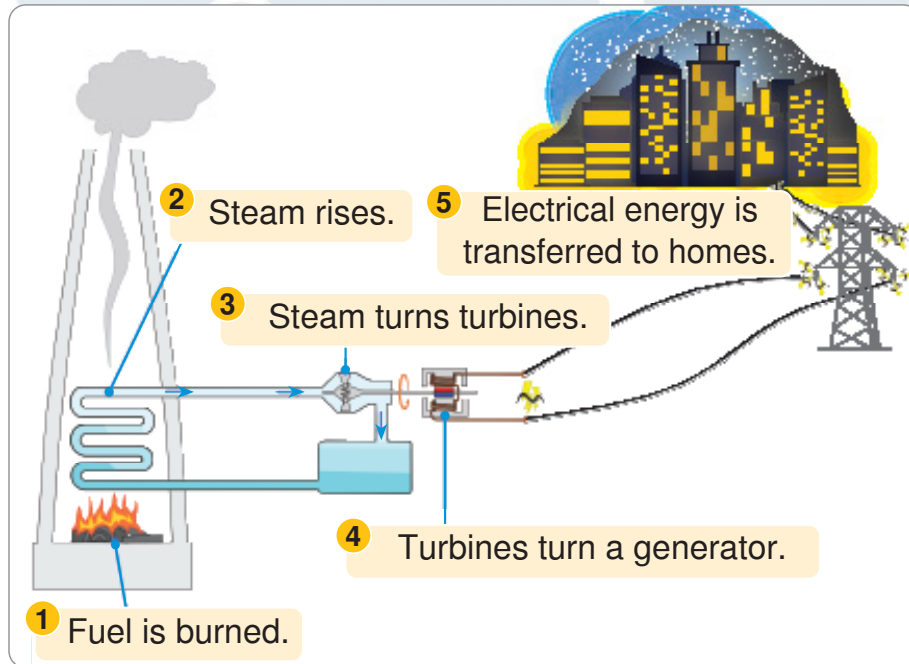 1 Fuel is burned.
2 Steam rises.
3 Steam turns turbines.
4 Turbines turn a generator.
5 Electrical energy is
transferred to homes.